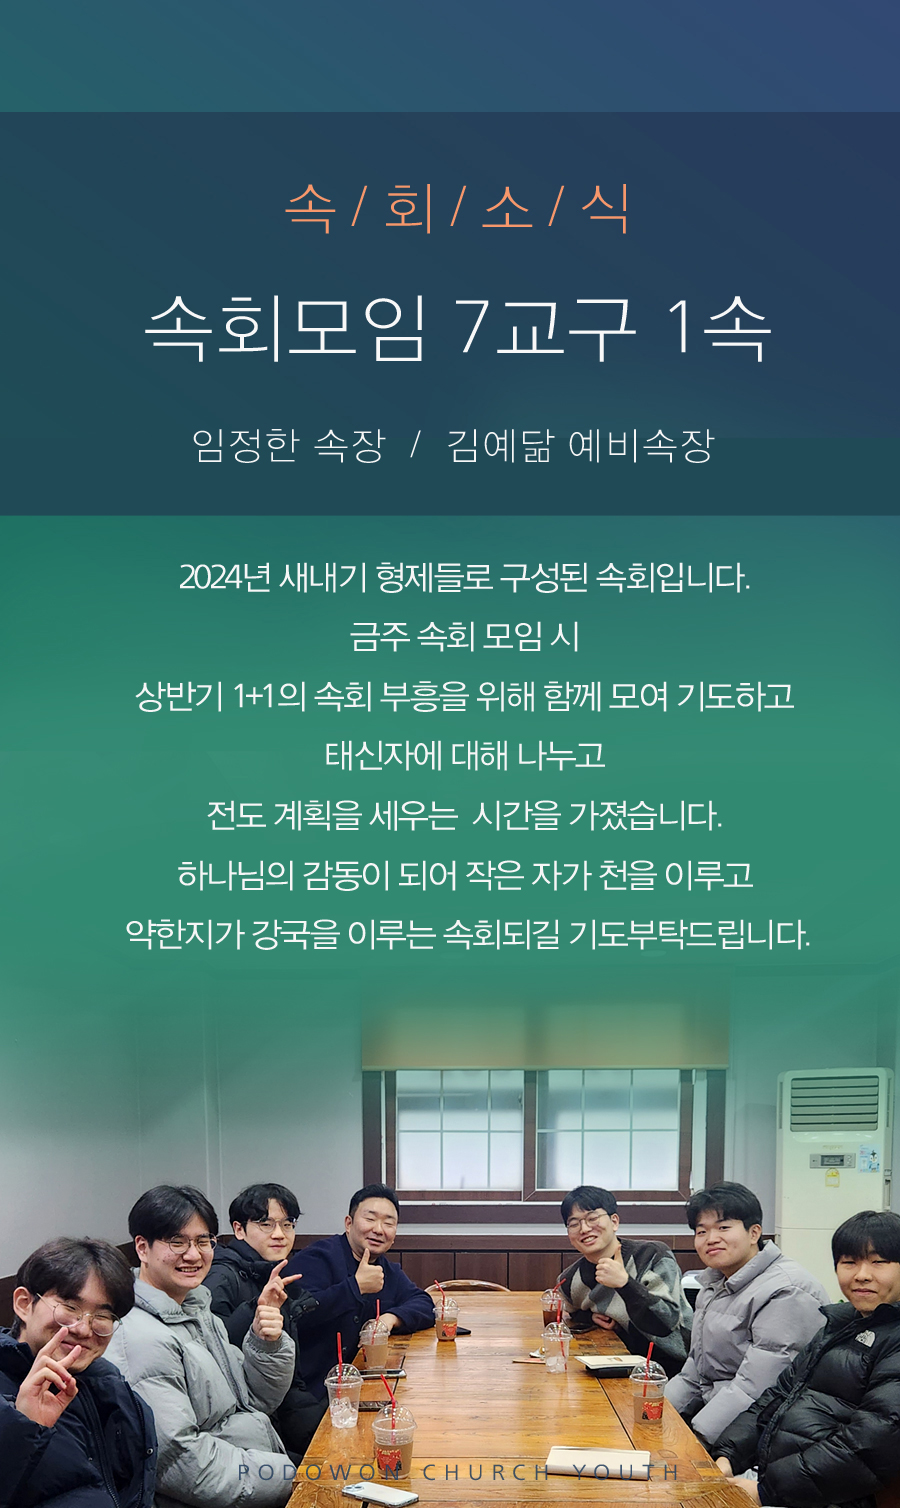 속/회/소/식
속회모임 7교구 1속
임정한 속장 / 김예닮 예비속장
2024년 새내기 형제들로 구성된 속회입니다.
금주 속회 모임 시
상반기 1+1의 속회 부흥을 위해 함께 모여 기도하고
태신자에 대해 나누고
전도 계획을 세우는 시간을 가졌습니다.
하나님의 감동이 되어 작은 자가 천을 이루고
약한지가 강국을 이루는 속회되길 기도부탁드립니다.
PODOWON CHURCH YOUTH